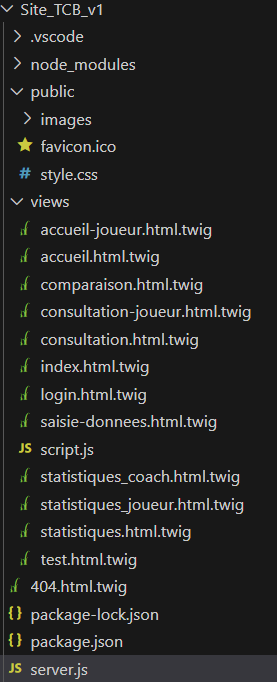 Site_TCB_v1
.vscode
node_modules
public
images
favicon.ico
style.css
views
accueil-joueur.html.twig
accueil.html.twig
comparaison.html.twig
consultation-joueur.html.twig
consultation.html.twig
index.html.twig
login.html.twig
saisie-donnees.html.twig
JS script.js
statistiques_coach.html.twig
statistiques_joueur.html.twig
statistiques.html.twig
test.html.twig
404.html.twig
{} package-lock.json
{} package.json
JS server.js